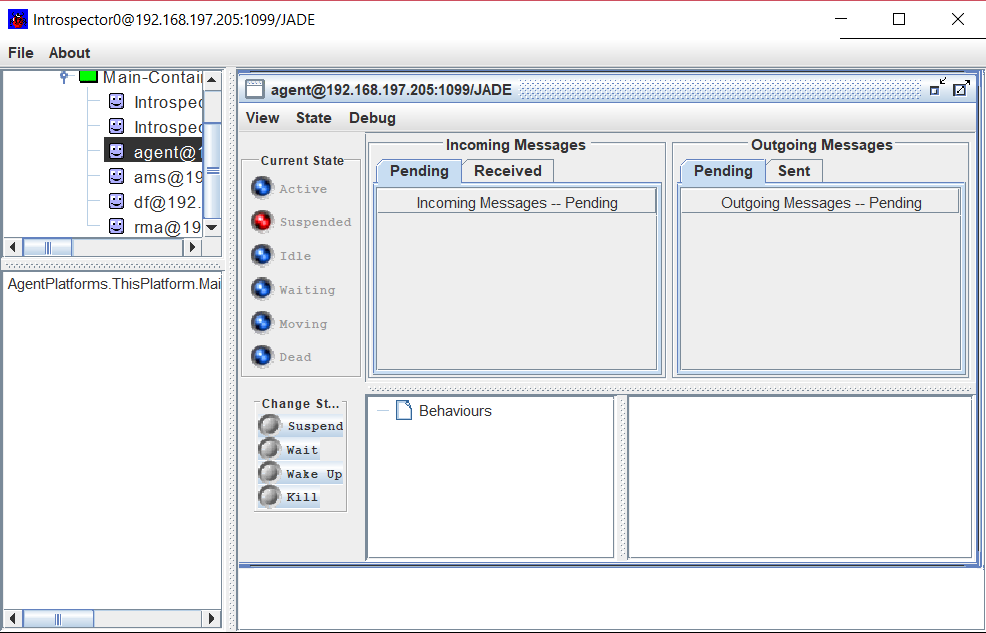 Introspector0@192.168.197.205:1099/JADE
File About
Main-Contai
Introspec
Introspec
agent@1
ams@19
df@192.
rma@19
AgentPlatforms.ThisPlatform.Mai
agent@192.168.197.205:1099/JADE
View State Debug
Current State
Active
Suspended
Idle
Waiting
Moving
Dead
Change St...
Suspend
Wait
Wake Up
Kill
Incoming Messages
Pending Received
Incoming Messages -- Pending
Outgoing Messages
Pending Sent
Outgoing Messages -- Pending
Behaviours